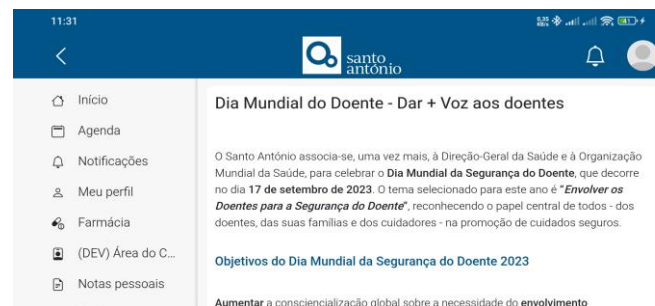 11:31
santo
antónio
Início
Agenda
Notificações
Meu perfil
Farmácia
(DEV) Área do C...
Notas pessoais
Dia Mundial do Doente - Dar + Voz aos doentes
O Santo António associa-se, uma vez mais, à Direção-Geral da Saúde e à Organização
Mundial da Saúde, para celebrar o Dia Mundial da Segurança do Doente, que decorre
no dia 17 de setembro de 2023. O tema selecionado para este ano é "Envolver os
Doentes para a Segurança do Doente", reconhecendo o papel central de todos - dos
doentes, das suas famílias e dos cuidadores - na promoção de cuidados seguros.
Objetivos do Dia Mundial da Segurança do Doente 2023
Aumentar a consciencialização global sobre a necessidade do envolvimento